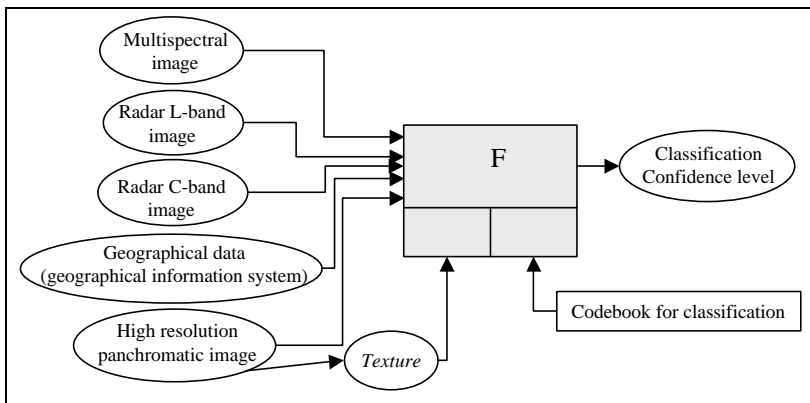 Multispectral
image
Radar L-band
image
Radar C-band
image
Geographical data
(geographical information system)
High resolution
panchromatic image
Texture
F
Classification
Confidence level
Codebook for classification